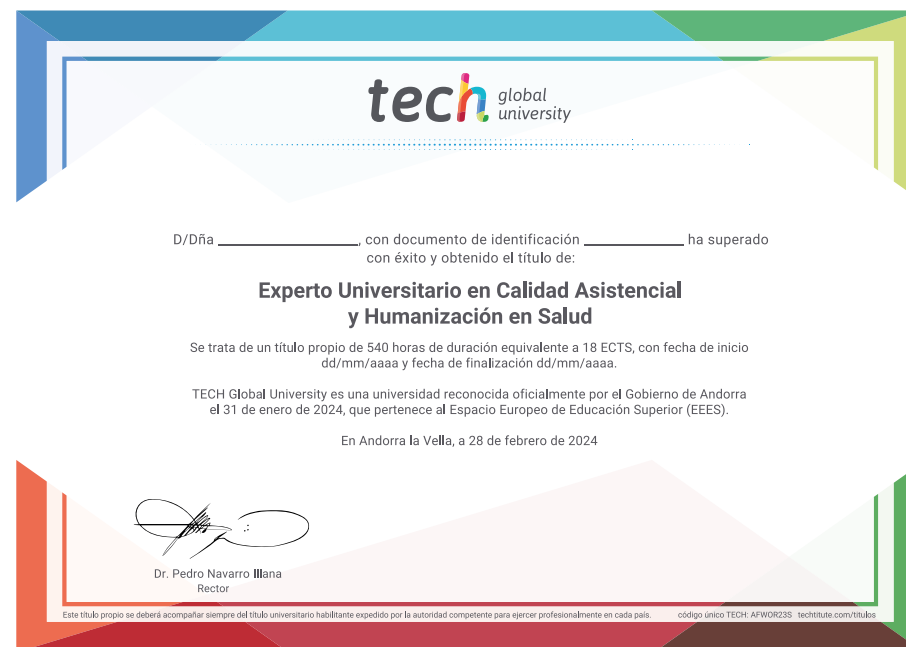 tech global university
D/Dña ____________________, con documento de identificación ______________ ha superado
con éxito y obtenido el título de:
Experto Universitario en Calidad Asistencial
y Humanización en Salud
Se trata de un título propio de 540 horas de duración equivalente a 18 ECTS, con fecha de inicio
dd/mm/aaaa y fecha de finalización dd/mm/aaaa.
TECH Global University es una universidad reconocida oficialmente por el Gobierno de Andorra
el 31 de enero de 2024, que pertenece al Espacio Europeo de Educación Superior (EEES).
En Andorra la Vella, a 28 de febrero de 2024
Dr. Pedro Navarro Illana
Rector
Este título propio se deberá acompañar siempre del título universitario habilitante expedido por la autoridad competente para ejercer profesionalmente en cada país. código único TECH: AFWOR23S techtitute.com/titulos